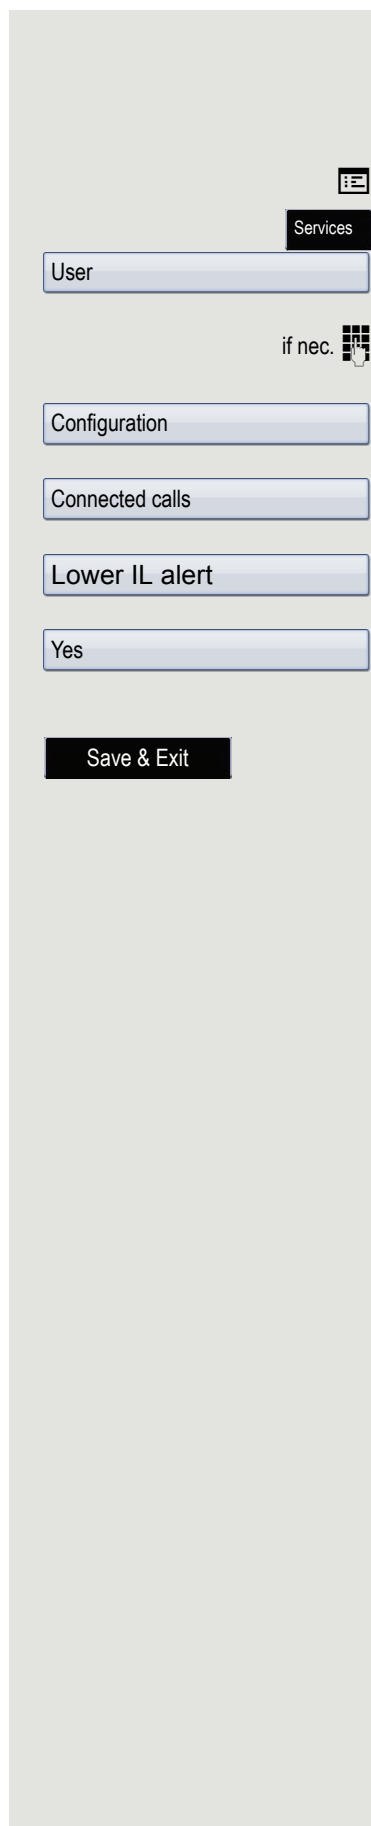 Services
User
if nec.
Configuration
Connected calls
Lower IL alert
Yes
Save & Exit